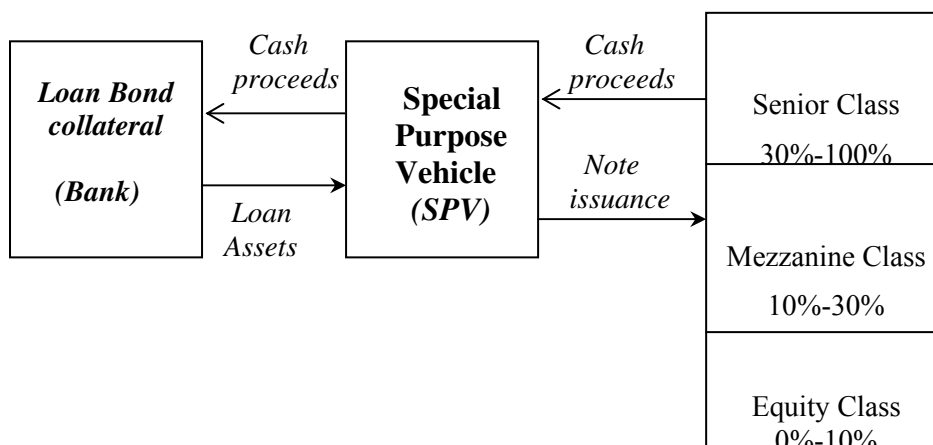 Loan Bond
collateral
(Bank)
Cash
proceeds
Loan
Assets
Special
Purpose
Vehicle
(SPV)
Cash
proceeds
Note
issuance
Senior Class
30%-100%
Mezzanine Class
10%-30%
Equity Class
0%-10%